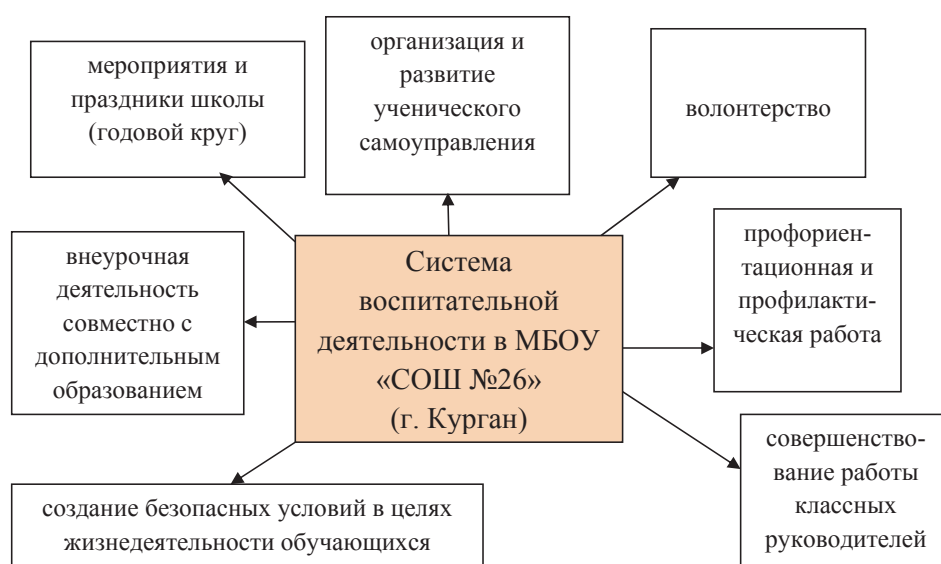 мероприятия и
праздники школы
(годовой круг)
организация и
развитие
ученического
самоуправления
волонтерство
внеурочная
деятельность
совместно с
дополнительным
образованием
Система
воспитательной
деятельности в МБОУ
«СОШ №26»
(г. Курган)
профориен-
тационная и
профилакти-
ческая работа
создание безопасных условий в целях
жизнедеятельности обучающихся
совершенство-
вание работы
классных
руководителей